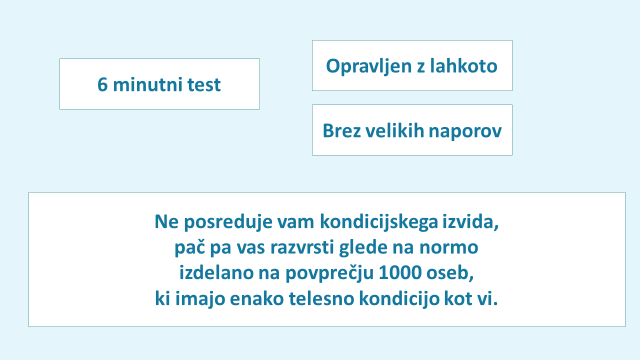 6 minutni test
Opravljen z lahkoto
Brez velikih naporov
Ne posreduje vam kondicijskega izvida,
pač pa vas razvrsti glede na normo
izdelano na povprečju 1000 oseb,
ki imajo enako telesno kondicijo kot vi.